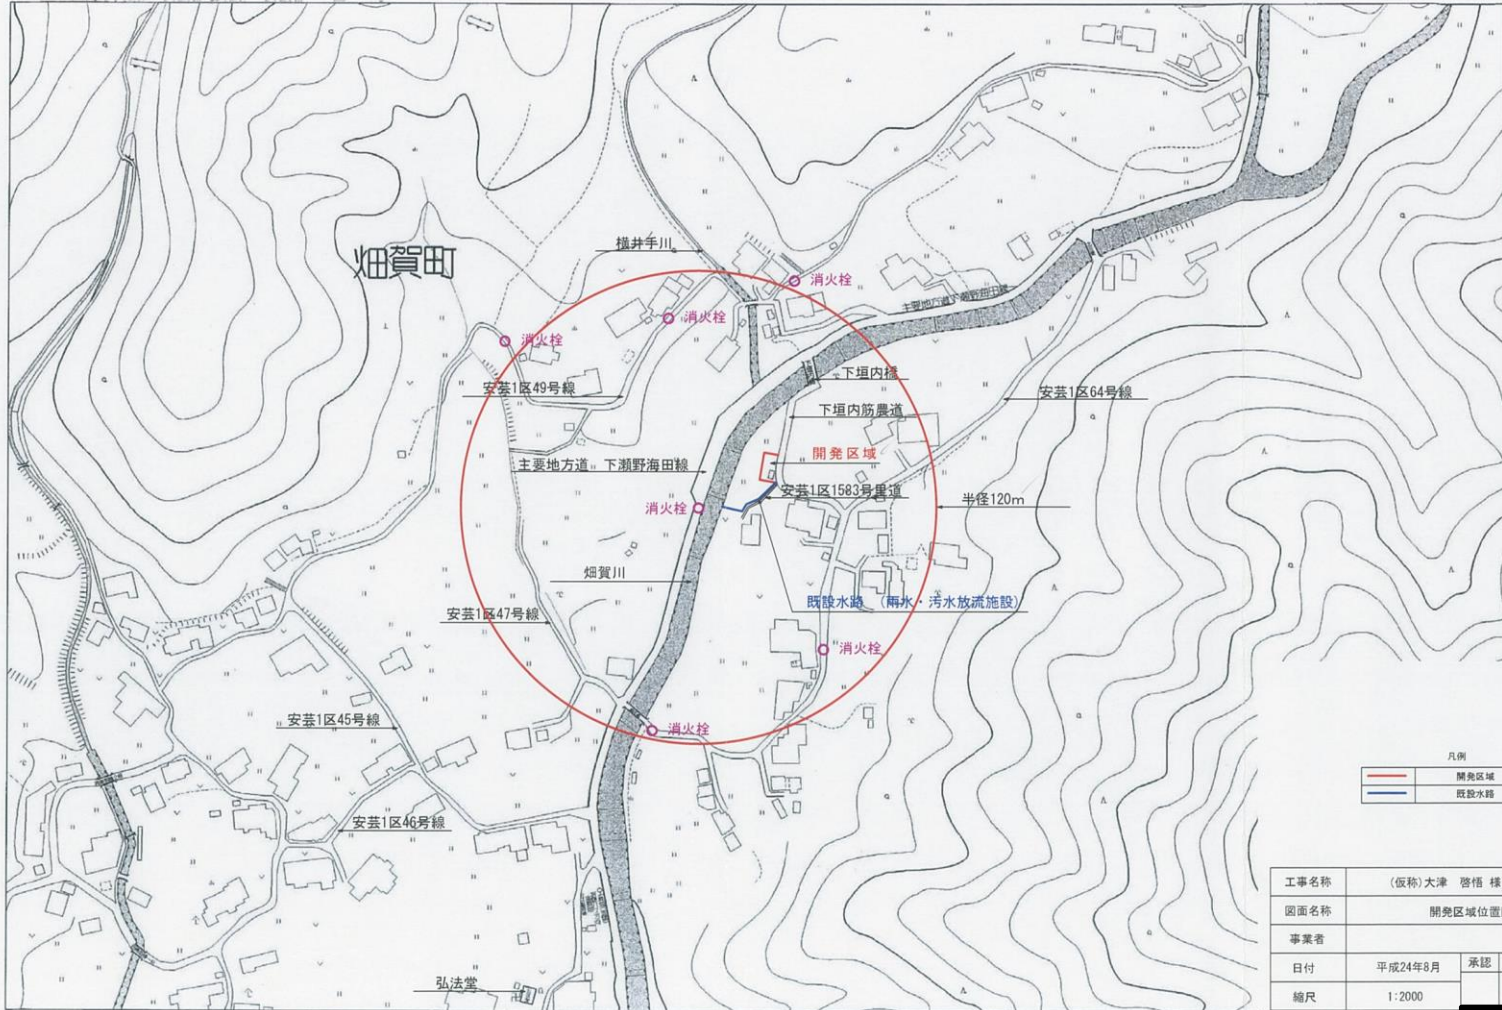 畑賀町
横井手川
消火栓
消火栓
消火栓
主要地方道下瀬野海田線
下垣内橋
安芸1区49号線
安芸1区64号線
下垣内筋農道
開発区域
主要地方道 下瀬野海田線
安芸1区1583号里道
半径120m
消火栓
畑賀川
既設水路 (雨水・汚水放流施設)
安芸1区47号線
消火栓
安芸1区45号線
消火栓
安芸1区46号線
弘法堂
凡例
開発区域
既設水路
工事名称 (仮称)大津 啓悟 様
図面名称 開発区域位置
事業者
日付 平成24年8月 承認
縮尺 1:2000